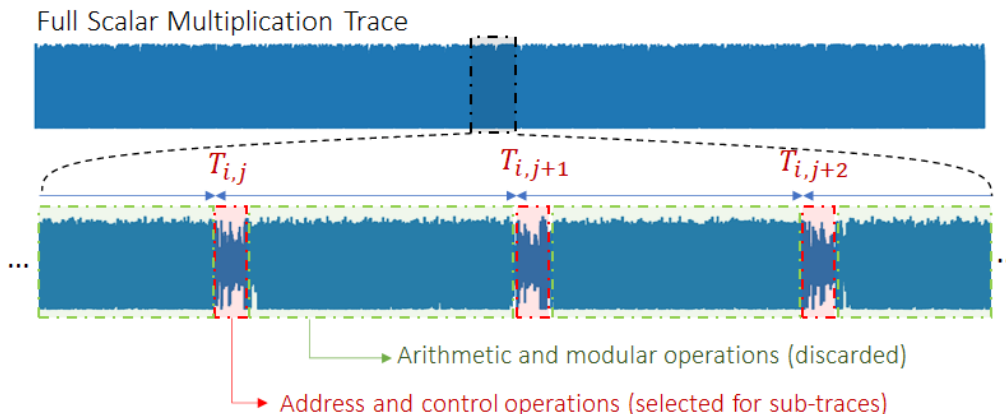 Full Scalar Multiplication Trace
T_{i,j} T_{i,j+1} T_{i,j+2}
... .
Arithmetic and modular operations (discarded)
Address and control operations (selected for sub-traces)